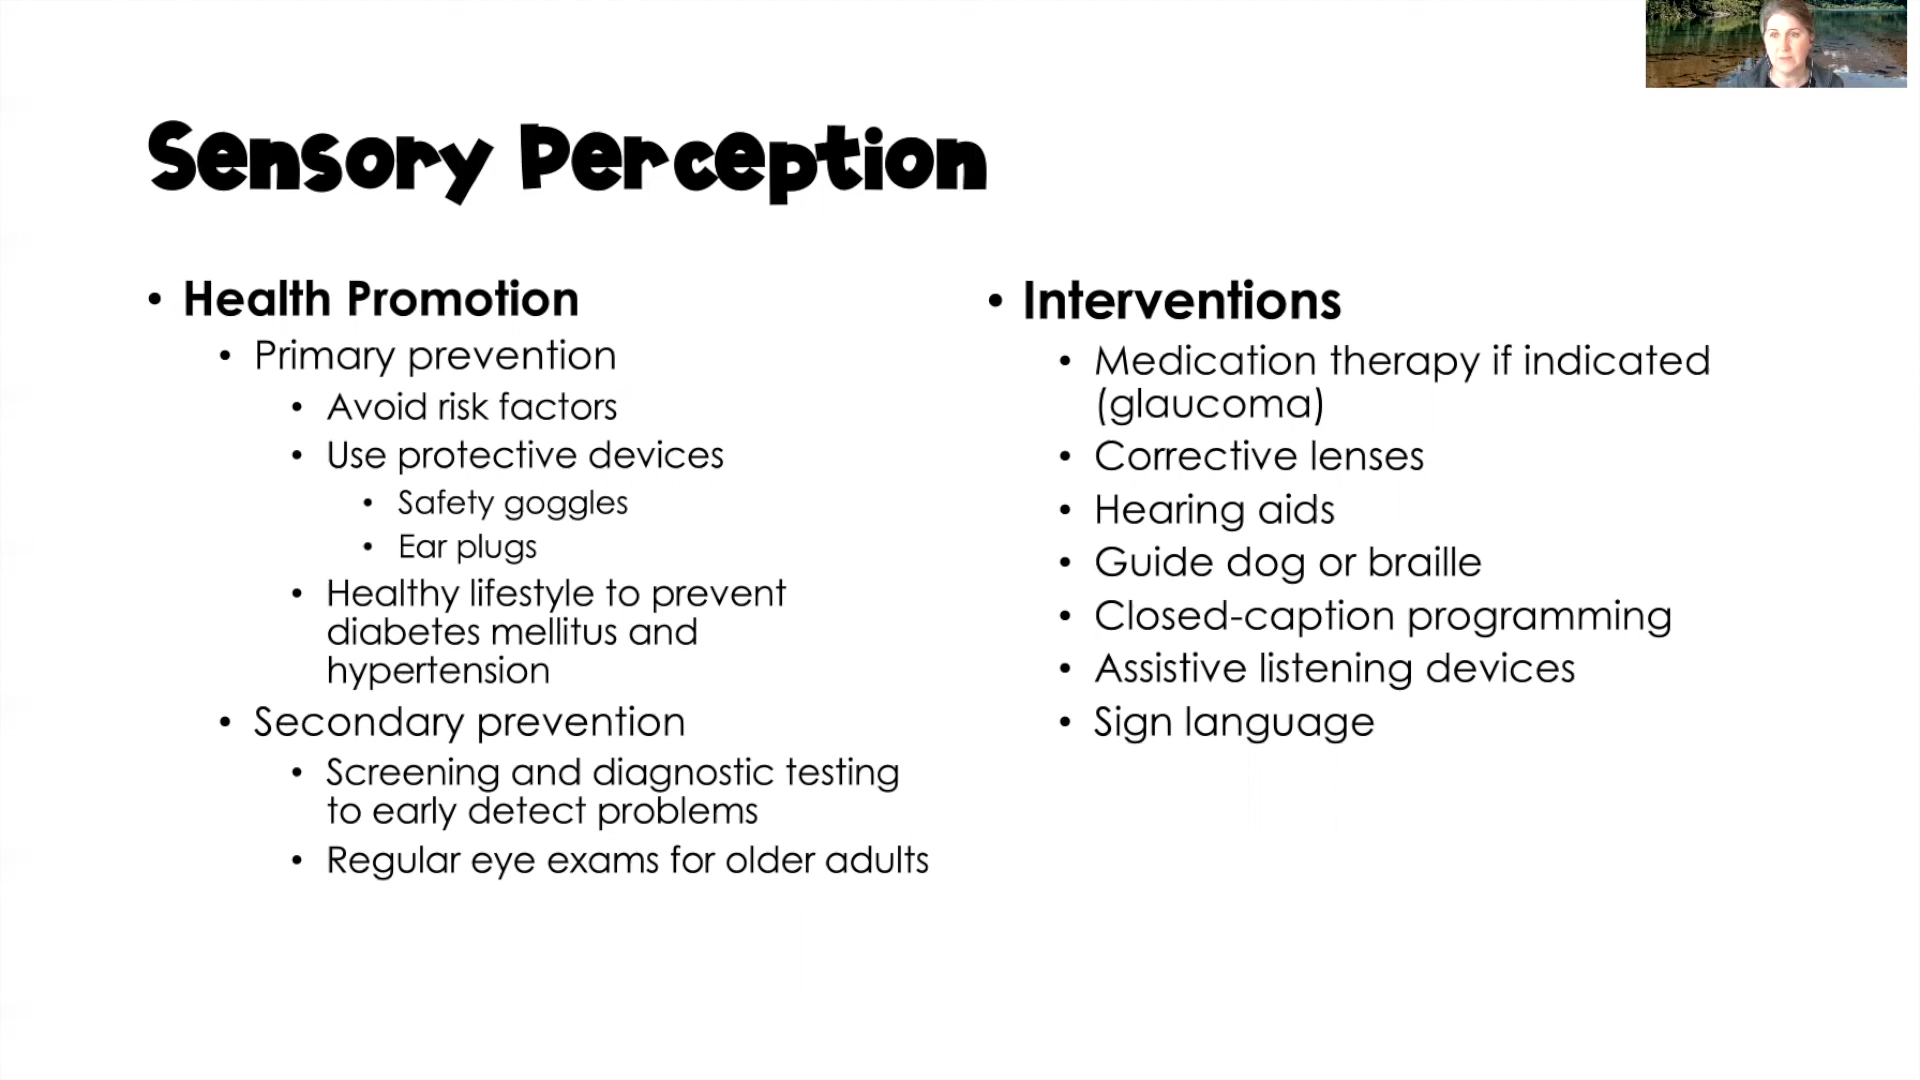 Sensory Perception
• Health Promotion
• Primary prevention
• Avoid risk factors
• Use protective devices
• Safety goggles
• Ear plugs
• Healthy lifestyle to prevent
diabetes mellitus and
hypertension
• Secondary prevention
• Screening and diagnostic testing
to early detect problems
• Regular eye exams for older adults
• Interventions
• Medication therapy if indicated
(glaucoma)
• Corrective lenses
• Hearing aids
• Guide dog or braille
• Closed-caption programming
• Assistive listening devices
• Sign language